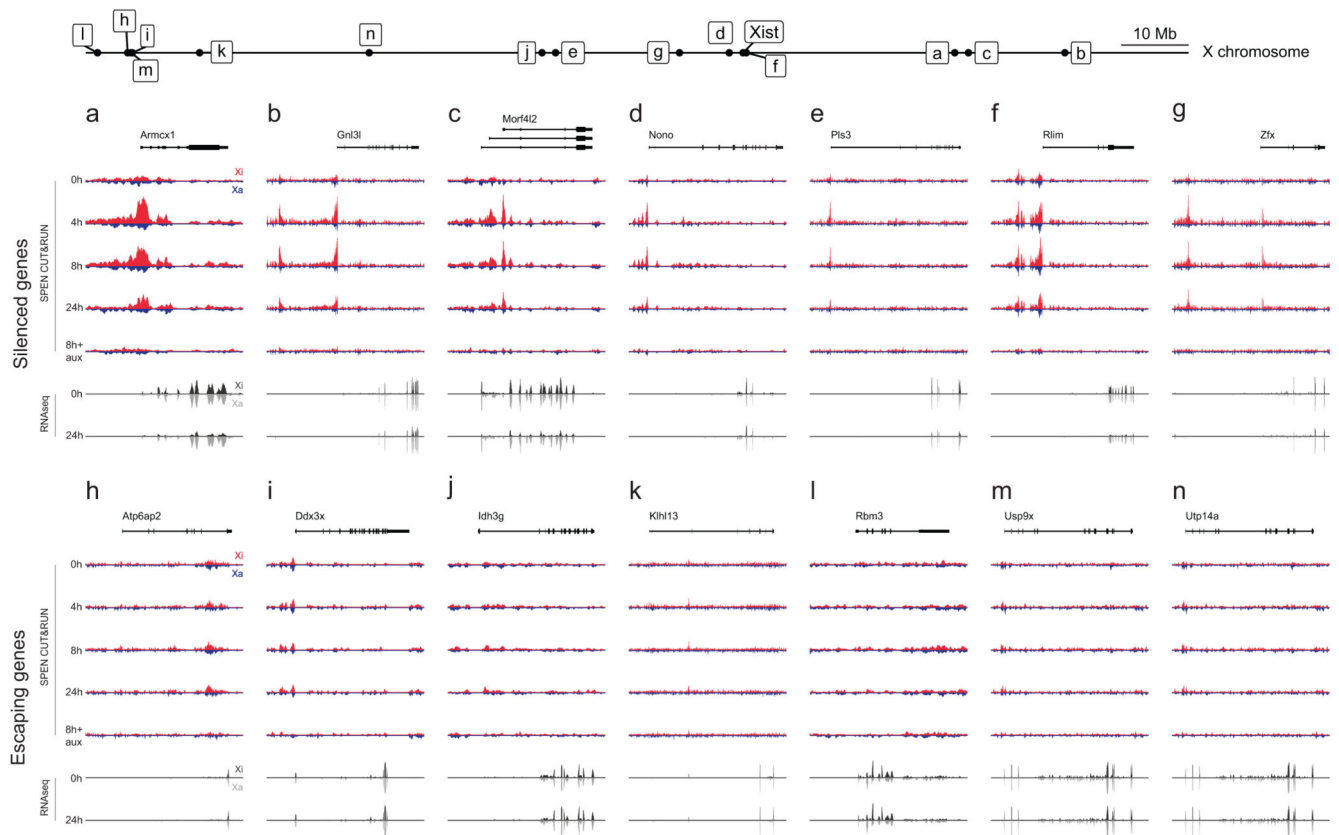 l
h
i
m
k
n
j
e
g
d
Xist
f
a
c
b
10 Mb
X chromosome
a b c d e f g
Armcx1 Gnl3l Morf4l2 Nono Pls3 Rlim Zfx
Silenced genes
SPEN CUT&RUN
0h Xi
Xa
4h
8h
24h
8h+
aux
RNAseq
Xi
0h
Xa
24h
h i j k l m n
Atp6ap2 Ddx3x Idh3g Klhl13 Rbm3 Usp9x Utp14a
Escaping genes
SPEN CUT&RUN
0h Xi
Xa
4h
8h
24h
8h+
aux
RNAseq
Xi
0h
Xa
24h